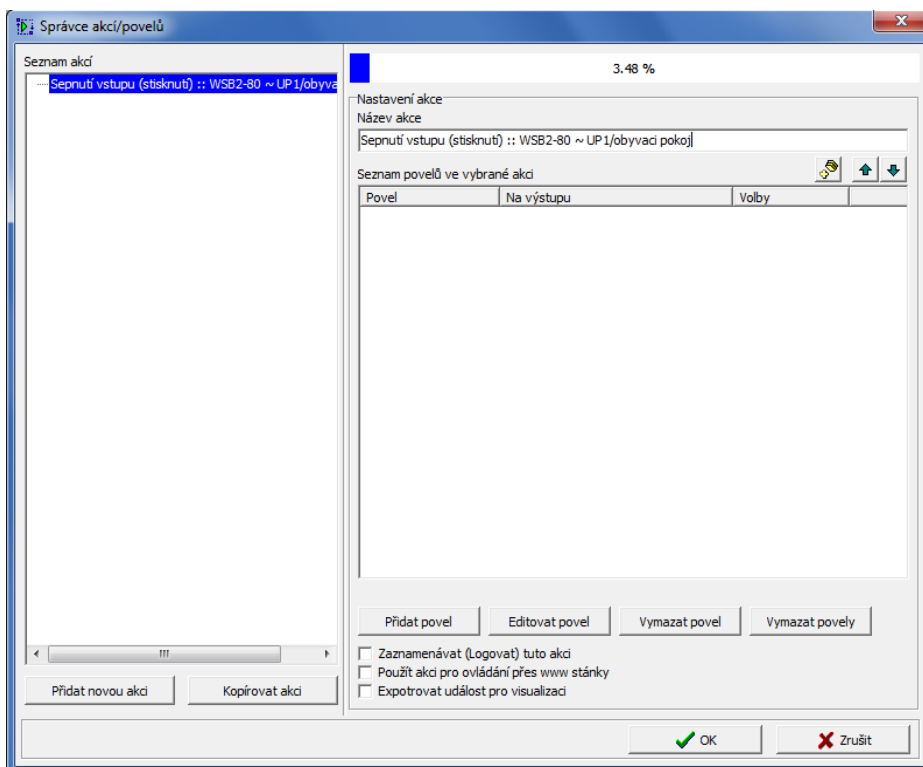 Správce akcí/povelů
Seznam akcí
Sepnutí vstupu (stisknutí) :: WSB2-80 ~ UP1/obyva
3.48 %
Nastavení akce
Název akce
Sepnutí vstupu (stisknutí) :: WSB2-80 ~ UP1/obyvaci pokoj
Seznam povelů ve vybrané akci
Povel Na výstupu Volby
Přidat povel Editovat povel Vymazat povel Vymazat povely
Zaznamenávat (Logovat) tuto akci
Použít akci pro ovládání přes www stánky
Expotrovat událost pro visualizaci
Přidat novou akci Kopírovat akci
OK Zrušit